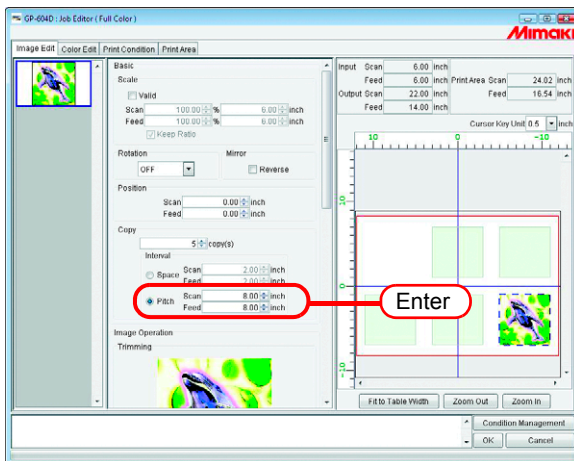 GP-604D : Job Editor ( Full Color )
Mimaki
Image Edit Color Edit Print Condition Print Area
Basic
Scale
Valid
Scan 100.00 % 6.00 inch
Feed 100.00 % 6.00 inch
Keep Ratio
Rotation Mirror
OFF Reverse
Position
Scan 0.00 inch
Feed 0.00 inch
Copy
5 copy(s)
Interval
Space Scan 2.00 inch
Feed 2.00 inch
Pitch Scan 8.00 inch
Feed 8.00 inch
Enter
Image Operation
Trimming
Input Scan 6.00 inch
Feed 6.00 inch Print Area Scan 24.02 inch
Output Scan 22.00 inch Feed 16.54 inch
Feed 14.00 inch
Cursor Key Unit 0.5 inch
10 0 -10
10
0
-10
Fit to Table Width Zoom Out Zoom In
Condition Management
OK Cancel